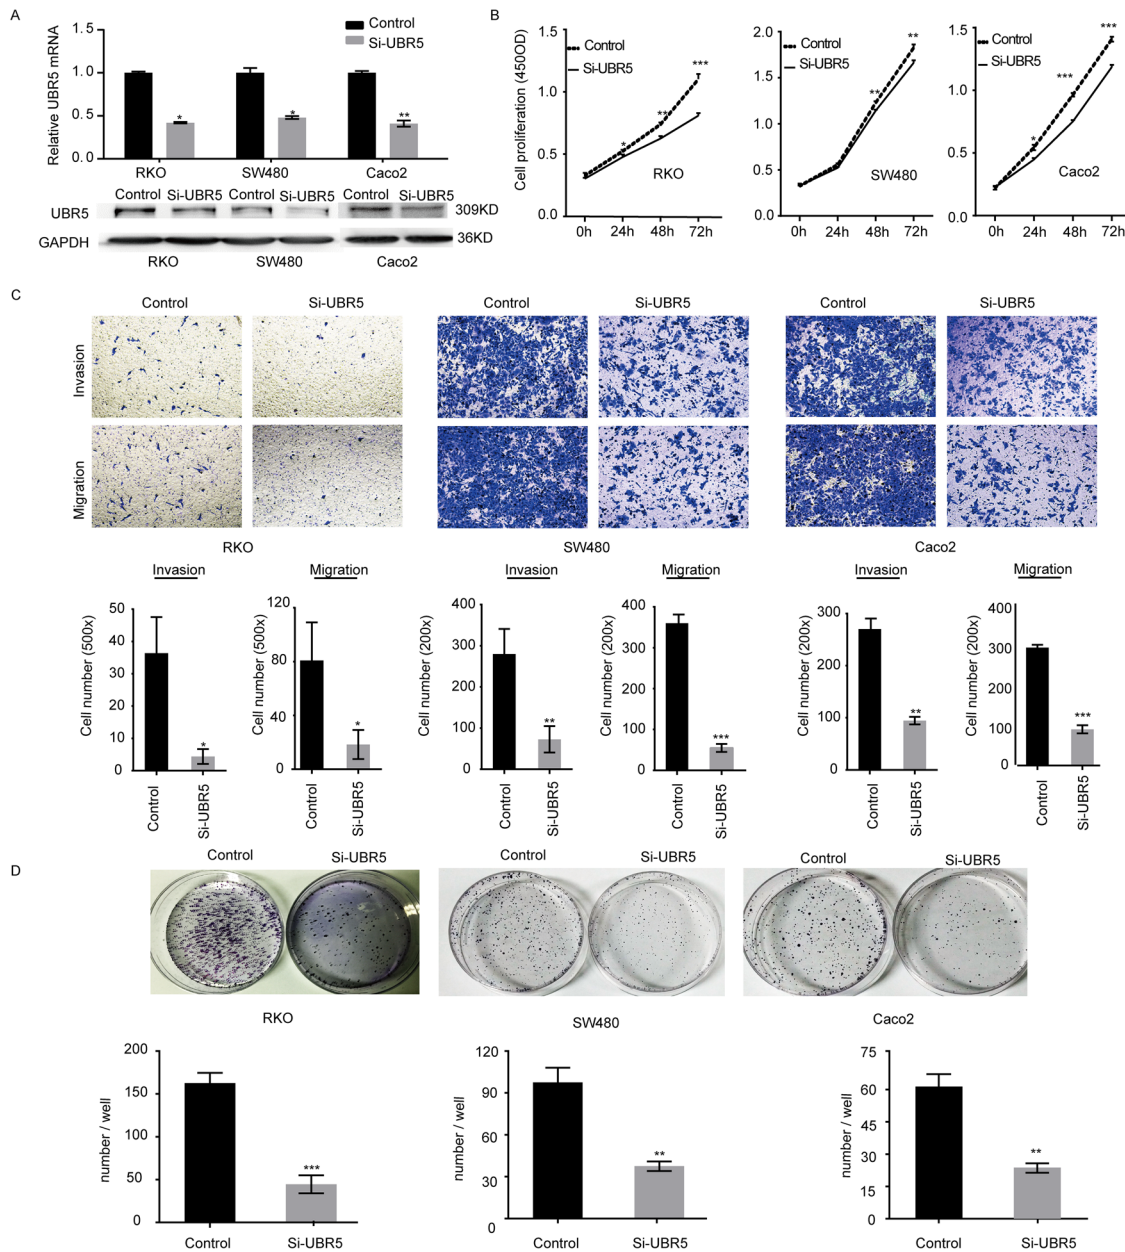 A
Relative UBR5 mRNA
1.5
1.0
0.5
0.0
Control
Si-UBR5
*
*
**
RKO
SW480
Caco2
Control Si-UBR5 Control Si-UBR5 Control Si-UBR5
UBR5
309KD
GAPDH
36KD
RKO
SW480
Caco2
B
Cell proliferation (450OD)
1.5
1.0
0.5
0.0
Control
Si-UBR5
*
**
***
RKO
0h 24h 48h 72h
2.0
1.5
1.0
0.5
0.0
Control
Si-UBR5
**
**
SW480
0h 24h 48h 72h
1.5
1.0
0.5
0.0
Control
Si-UBR5
*
***
***
Caco2
0h 24h 48h 72h
C
Control Si-UBR5 Control Si-UBR5 Control Si-UBR5
Invasion
Migration
RKO
SW480
Caco2
Invasion
Cell number (500x)
50
40
30
20
10
0
*
Control
Si-UBR5
Migration
Cell number (500x)
120
80
40
0
*
Control
Si-UBR5
Invasion
Cell number (200x)
400
300
200
100
0
**
Control
Si-UBR5
Migration
Cell number (200x)
400
300
200
100
0
***
Control
Si-UBR5
Invasion
Cell number (200x)
300
200
100
0
**
Control
Si-UBR5
Migration
Cell number (200x)
400
300
200
100
0
***
Control
Si-UBR5
D
Control Si-UBR5 Control Si-UBR5 Control Si-UBR5
RKO
SW480
Caco2
number / well
200
150
100
50
0
***
Control Si-UBR5
number / well
120
90
60
30
0
**
Control Si-UBR5
number / well
75
60
45
30
15
0
**
Control Si-UBR5